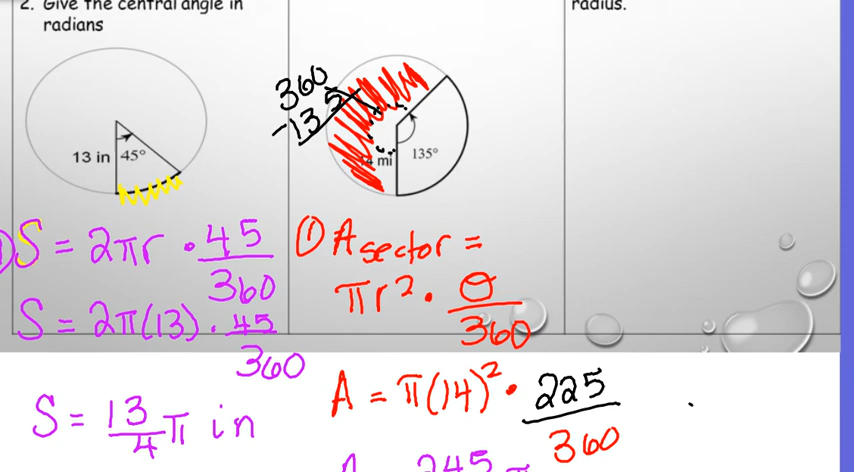 2. Give the central angle in
radians
radius.
360
- 135
13 in
45°
mi
135°
S = 2πr · 45/360
S = 2π(13) · 45/360
S = 13/4 π in
① A sector =
πr² · θ/360
A = π(14)² · 225/360
245